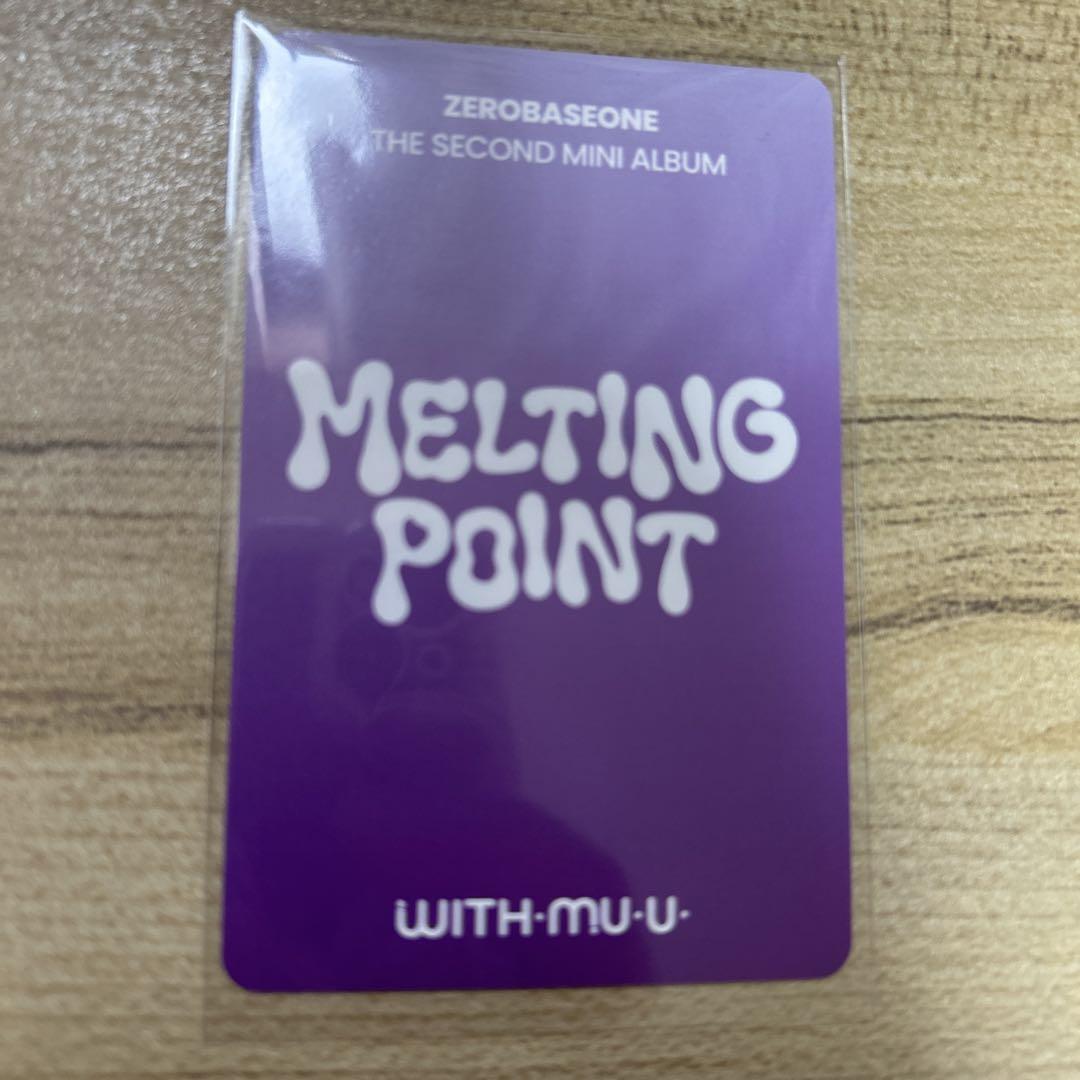 ZEROBASEONE
THE SECOND MINI ALBUM
MELTING
POINT
WITH·MU·U·